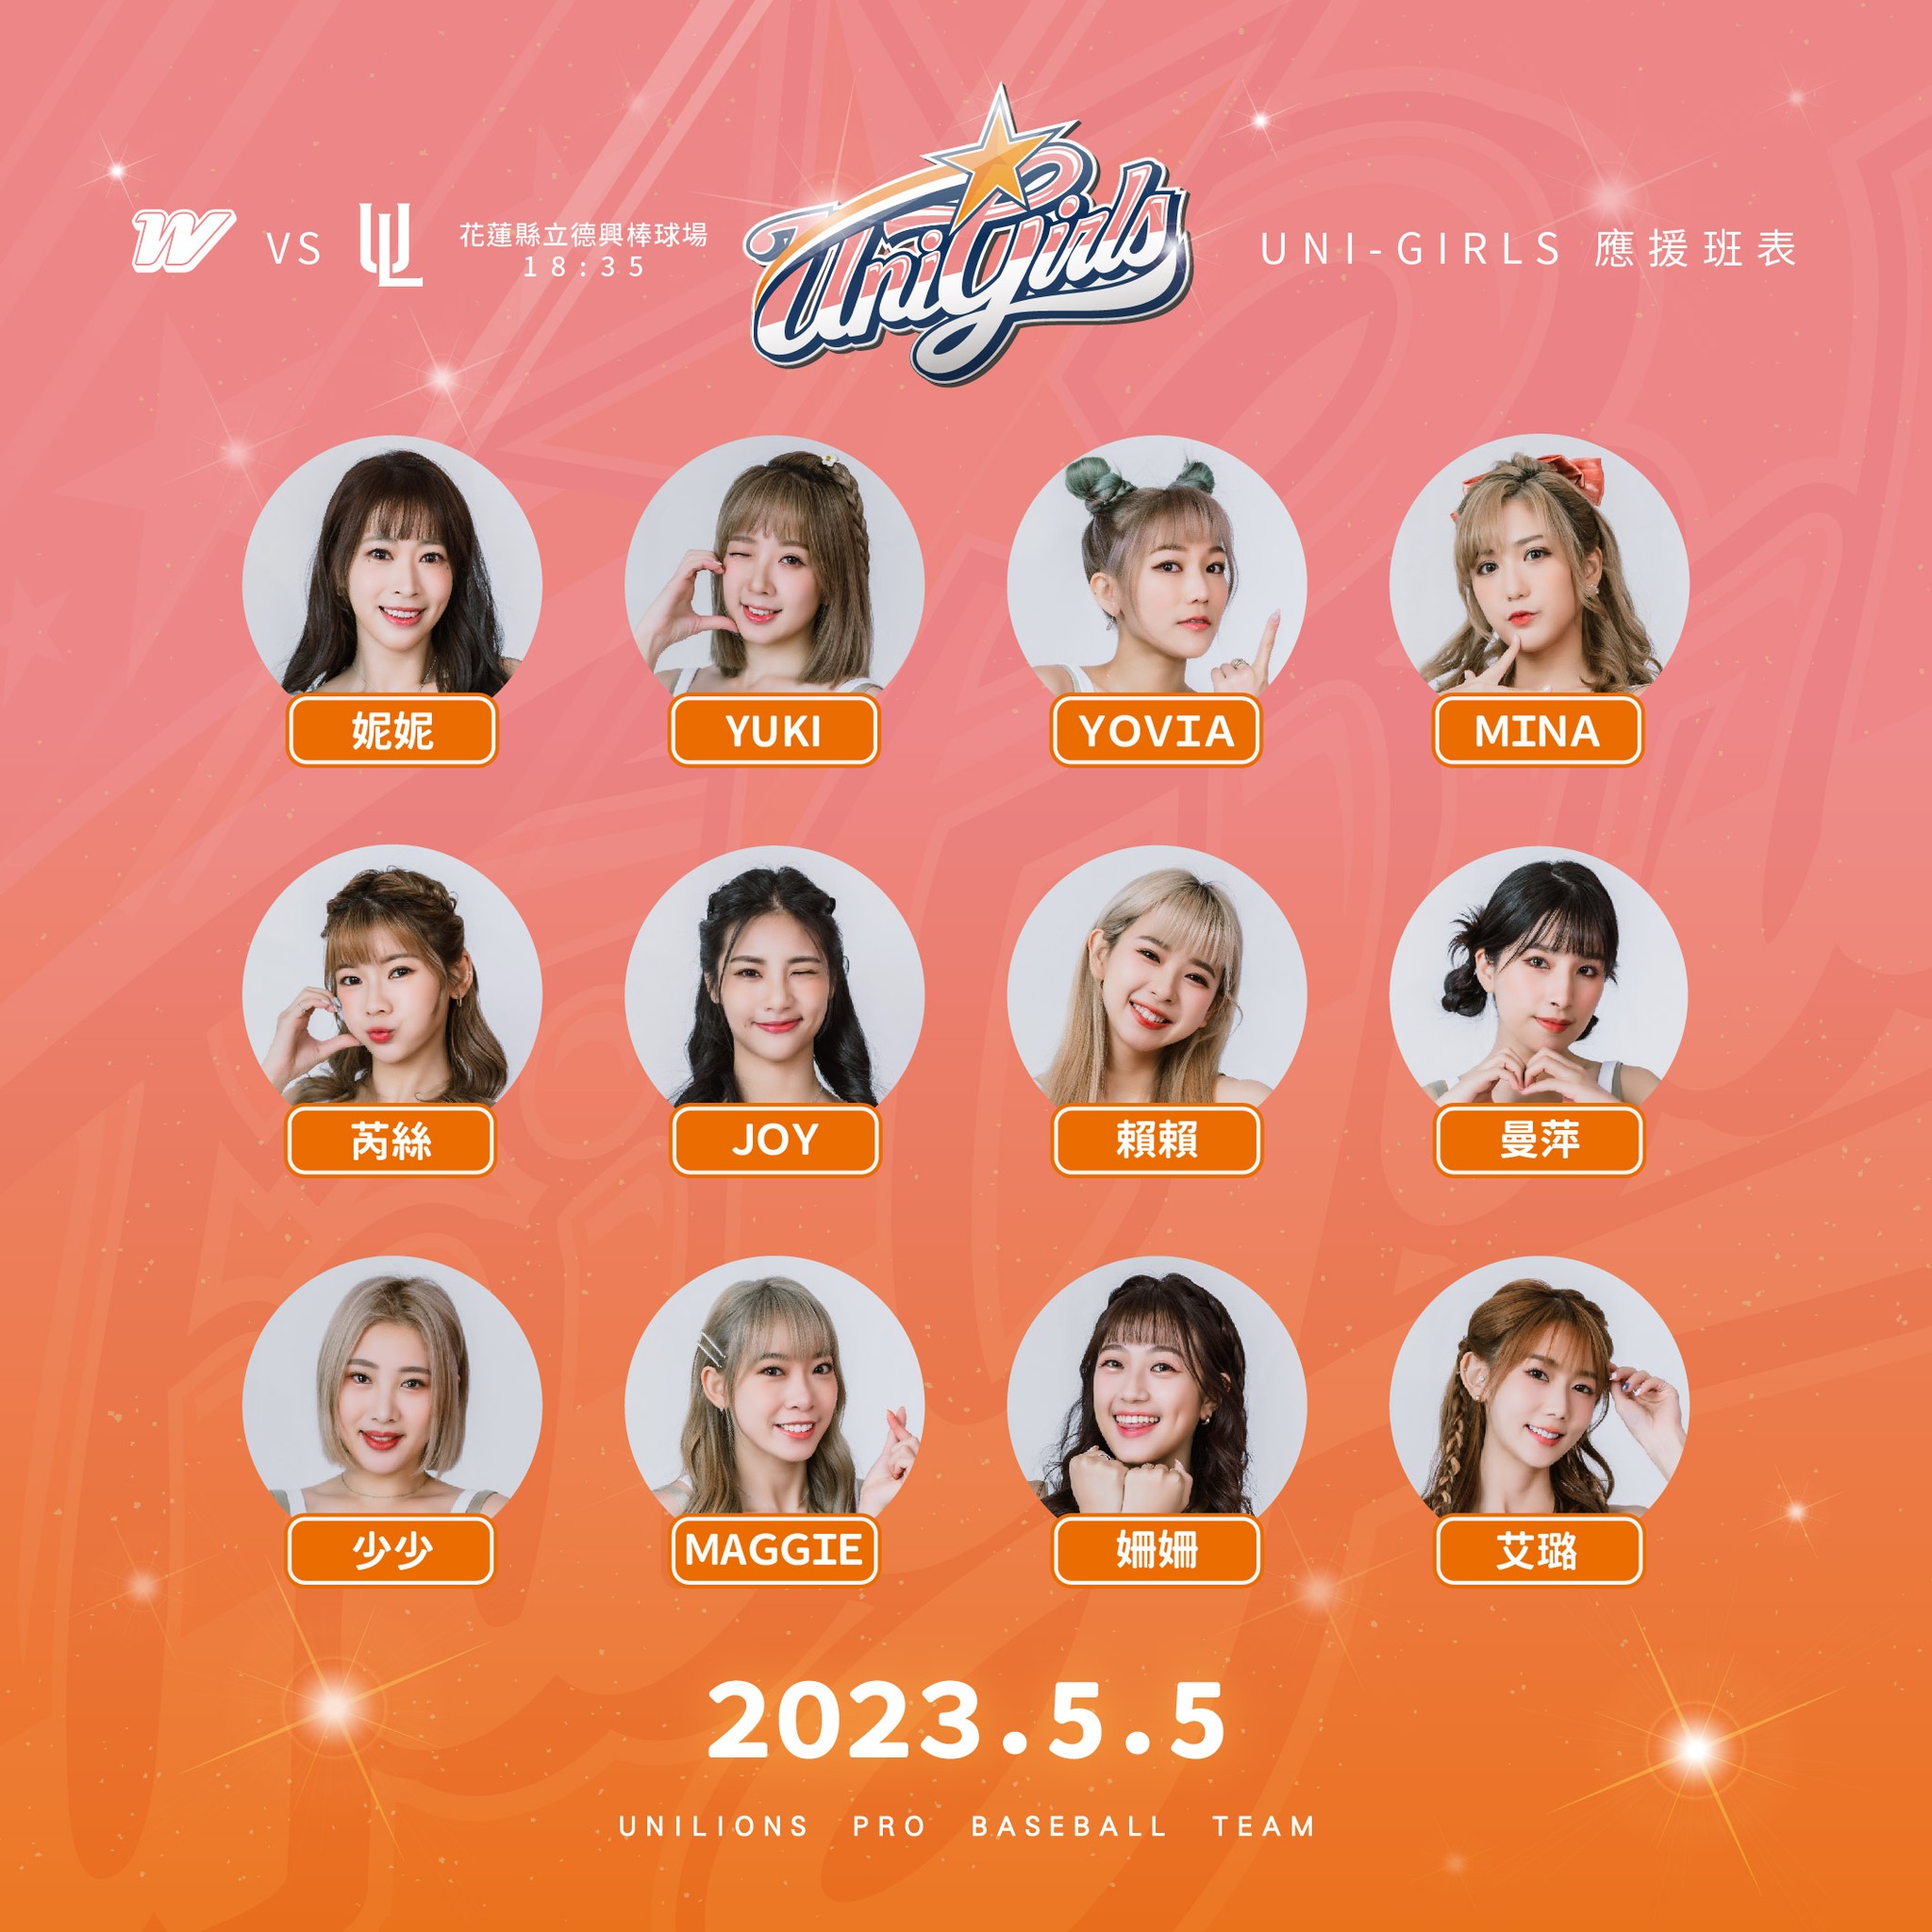 W VS UL
花蓮縣立德興棒球場
18:35
UniGirls
UNI-GIRLS 應援班表
妮妮
YUKI
YOVIA
MINA
芮絲
JOY
賴賴
曼萍
少少
MAGGIE
姍姍
艾璐
2023.5.5
UNILIONS PRO BASEBALL TEAM